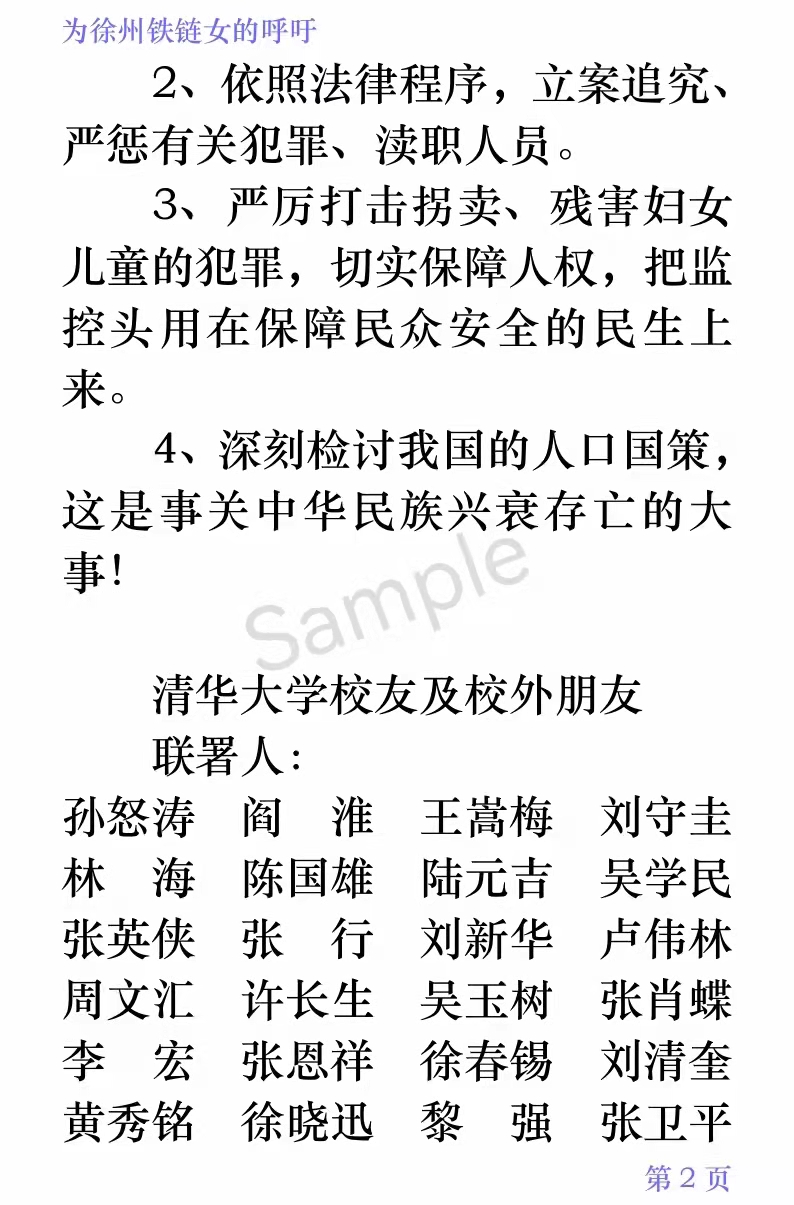 为徐州铁链女的呼吁
2、依照法律程序，立案追究、
严惩有关犯罪、渎职人员。
3、严厉打击拐卖、残害妇女
儿童的犯罪，切实保障人权，把监
控头用在保障民众安全的民生上
来。
4、深刻检讨我国的人口国策，
这是事关中华民族兴衰存亡的大
事！
Sample
清华大学校友及校外朋友
联署人：
孙怒涛 阎 淮 王嵩梅 刘守圭
林 海 陈国雄 陆元吉 吴学民
张英侠 张 行 刘新华 卢伟林
周文汇 许长生 吴玉树 张肖蝶
李 宏 张恩祥 徐春锡 刘清奎
黄秀铭 徐晓迅 黎 强 张卫平
第 2 页